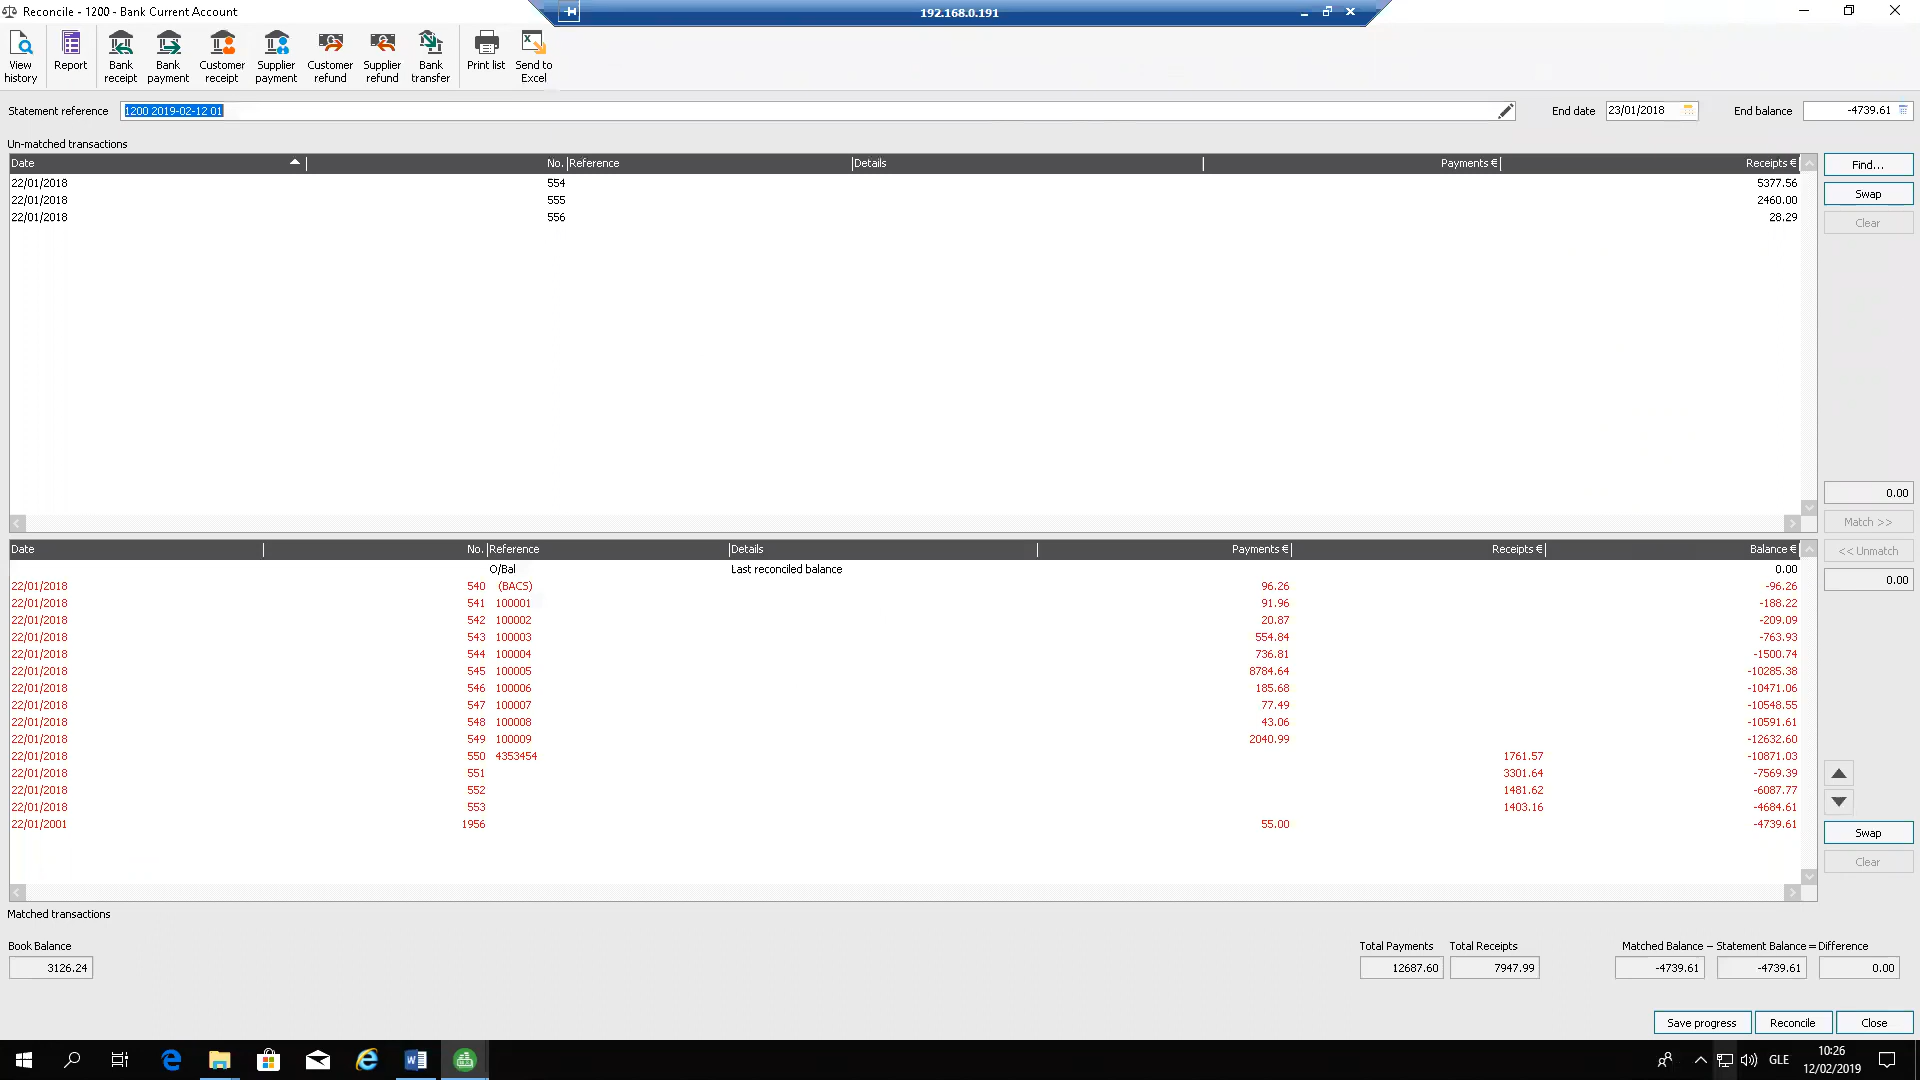 Reconcile - 1200 - Bank Current Account
192.168.0.191
View history
Report
Bank receipt
Bank payment
Customer receipt
Supplier payment
Customer refund
Supplier refund
Bank transfer
Print list
Send to Excel
Statement reference 1200 2019-02-12 01 End date 23/01/2018 End balance -4739.61
Un-matched transactions
Date No. Reference Details Payments € Receipts €
22/01/2018 554 5377.56
22/01/2018 555 2460.00
22/01/2018 556 28.29
Find...
Swap
Clear
0.00
Match >>
<< Unmatch
0.00
Date No. Reference Details Payments € Receipts € Balance €
O/Bal Last reconciled balance 0.00
22/01/2018 540 (BACS) 96.26 -96.26
22/01/2018 541 100001 91.96 -188.22
22/01/2018 542 100002 20.87 -209.09
22/01/2018 543 100003 554.84 -763.93
22/01/2018 544 100004 736.81 -1500.74
22/01/2018 545 100005 8784.64 -10285.38
22/01/2018 546 100006 185.68 -10471.06
22/01/2018 547 100007 77.49 -10548.55
22/01/2018 548 100008 43.06 -10591.61
22/01/2018 549 100009 2040.99 -12632.60
22/01/2018 550 4353454 1761.57 -10871.03
22/01/2018 551 3301.64 -7569.39
22/01/2018 552 1481.62 -6087.77
22/01/2018 553 1403.16 -4684.61
22/01/2001 1956 55.00 -4739.61
Swap
Clear
Matched transactions
Book Balance Total Payments Total Receipts Matched Balance - Statement Balance = Difference
3126.24 12687.60 7947.99 -4739.61 -4739.61 0.00
Save progress Reconcile Close
GLE
10:26
12/02/2019